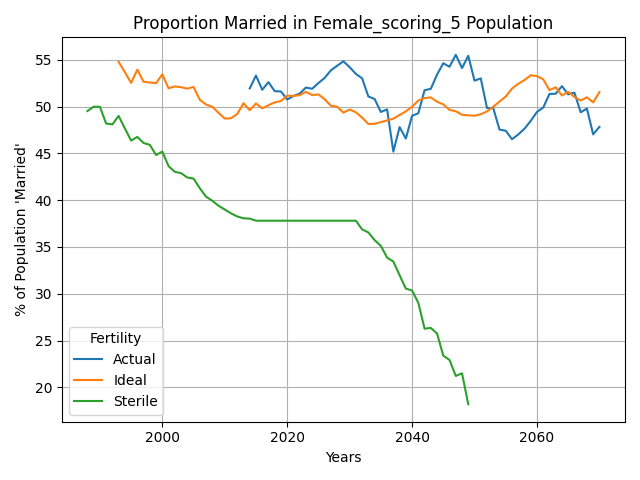 Proportion Married in Female_scoring_5 Population
% of Population 'Married'
55
50
45
40
35
30
25
20
Fertility
Actual
Ideal
Sterile
2000 2020 2040 2060
Years